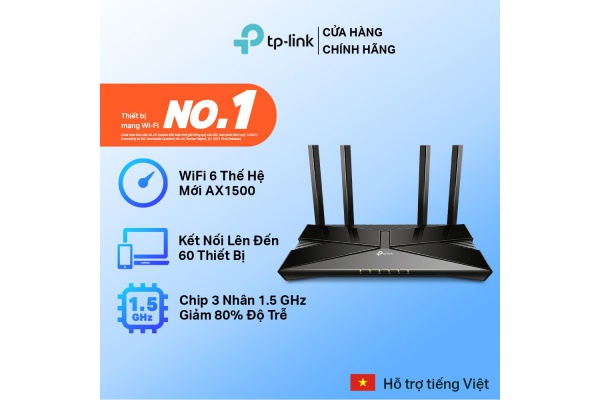 tp-link
CỬA HÀNG
CHÍNH HÃNG
Thiết bị
mạng Wi-Fi
NO.1
WiFi 6 Thế Hệ
Mới AX1500
Kết Nối Lên Đến
60 Thiết Bị
1.5
GHz
Chip 3 Nhân 1.5 GHz
Giảm 80% Độ Trễ
Hỗ trợ tiếng Việt